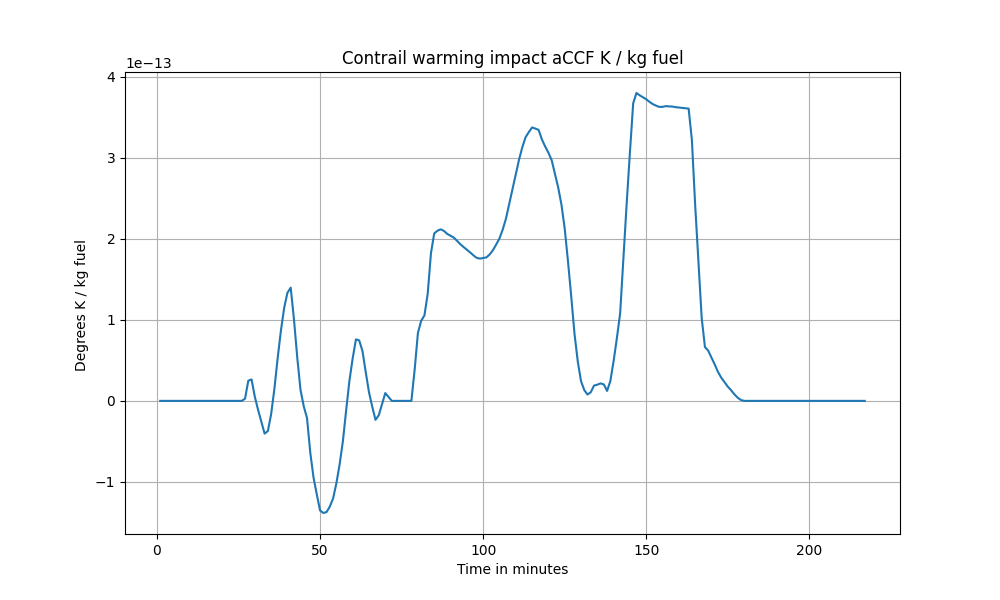 Contrail warming impact aCCF K / kg fuel
1e−13
4
3
2
1
0
−1
Degrees K / kg fuel
0 50 100 150 200
Time in minutes